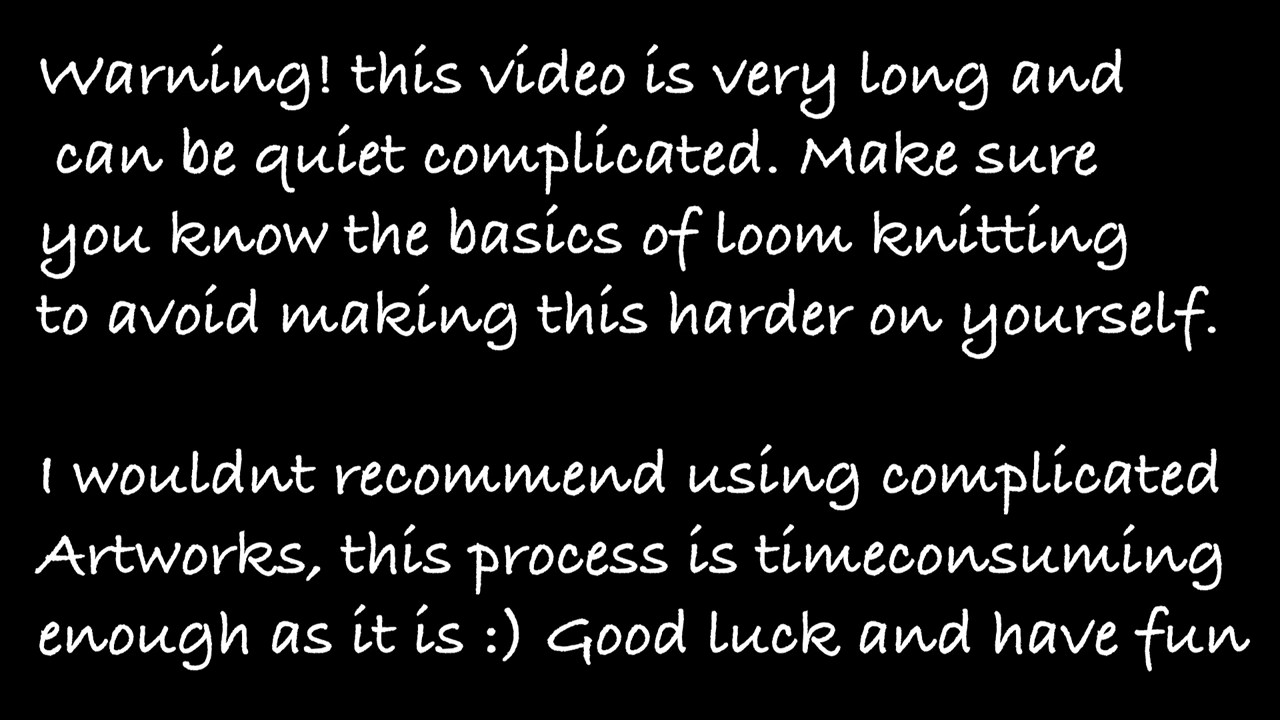 Warning! this video is very long and
can be quiet complicated. Make sure
you know the basics of loom knitting
to avoid making this harder on yourself.
I wouldnt recommend using complicated
Artworks, this process is timeconsuming
enough as it is :) Good luck and have fun